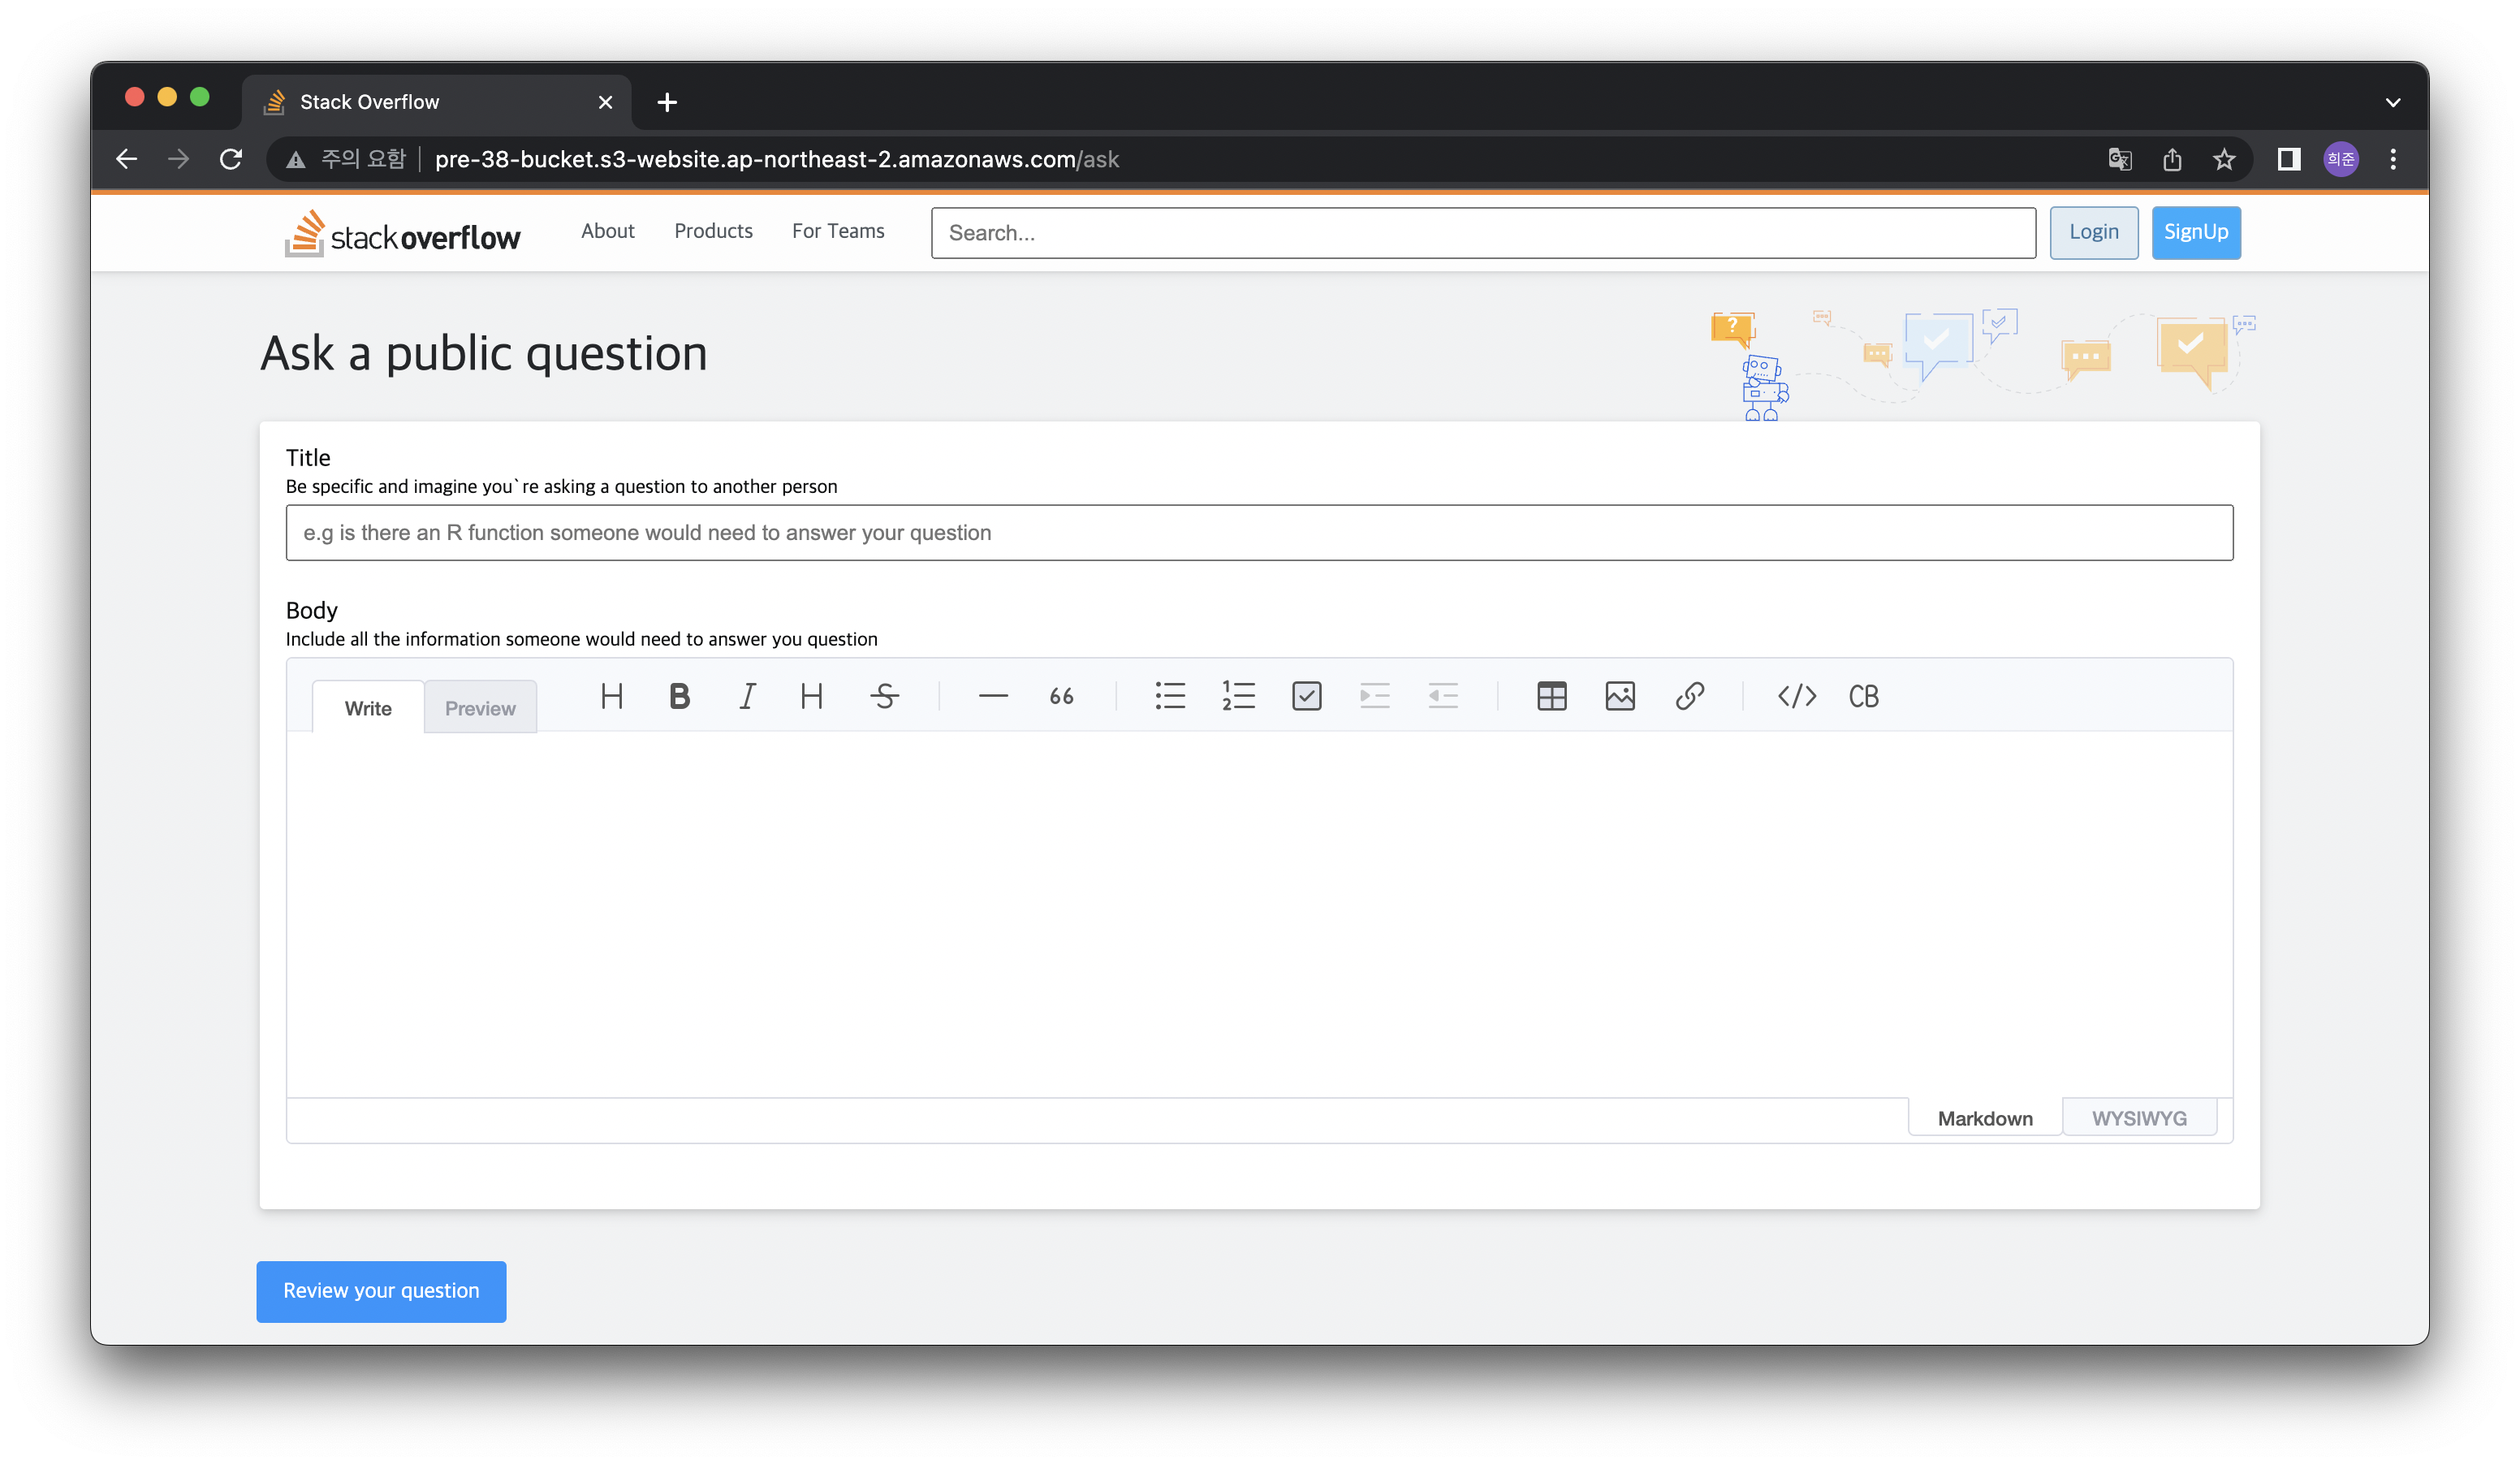 Stack Overflow
주의 요함 pre-38-bucket.s3-website.ap-northeast-2.amazonaws.com/ask 희준
stackoverflow About Products For Teams Search... Login SignUp
Ask a public question
?
Title
Be specific and imagine you`re asking a question to another person
e.g is there an R function someone would need to answer your question
Body
Include all the information someone would need to answer you question
Write Preview H B I H S 66 1 2 </> CB
Markdown WYSIWYG
Review your question